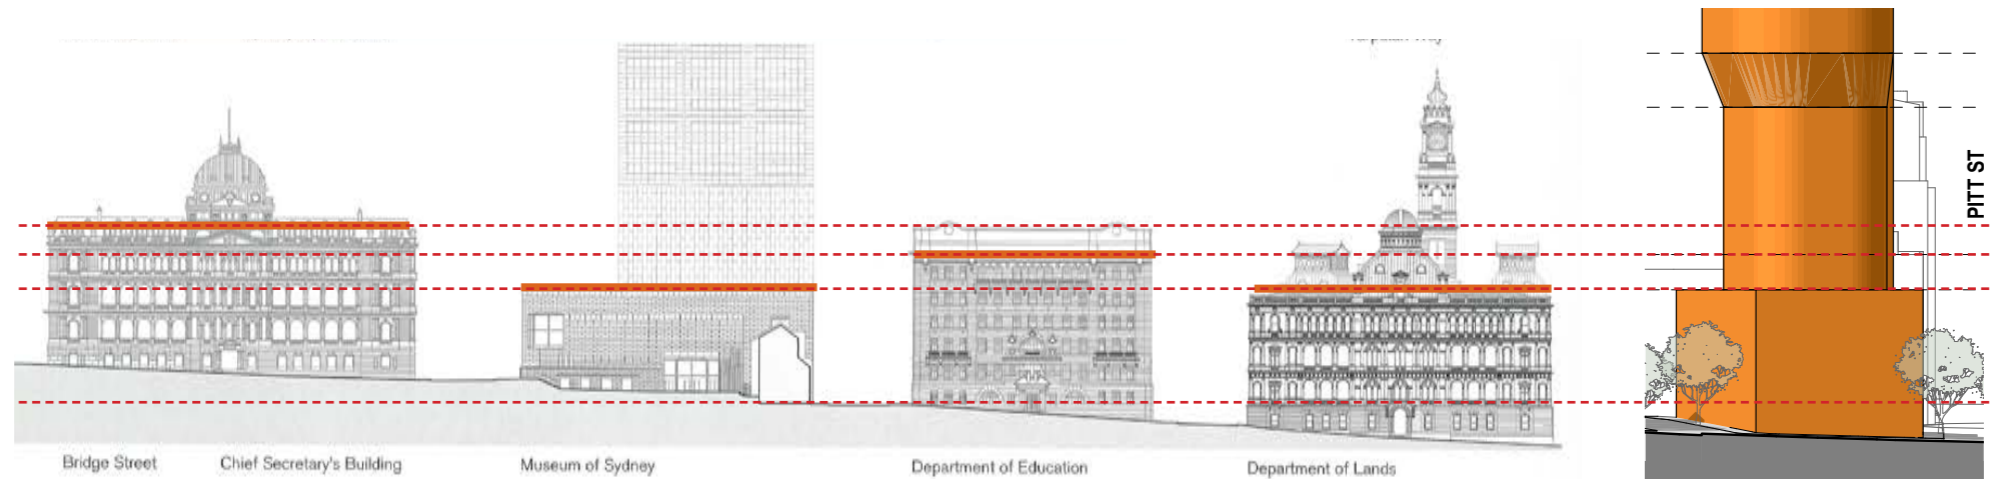 PITT ST
Bridge Street
Chief Secretary's Building
Museum of Sydney
Department of Education
Department of Lands